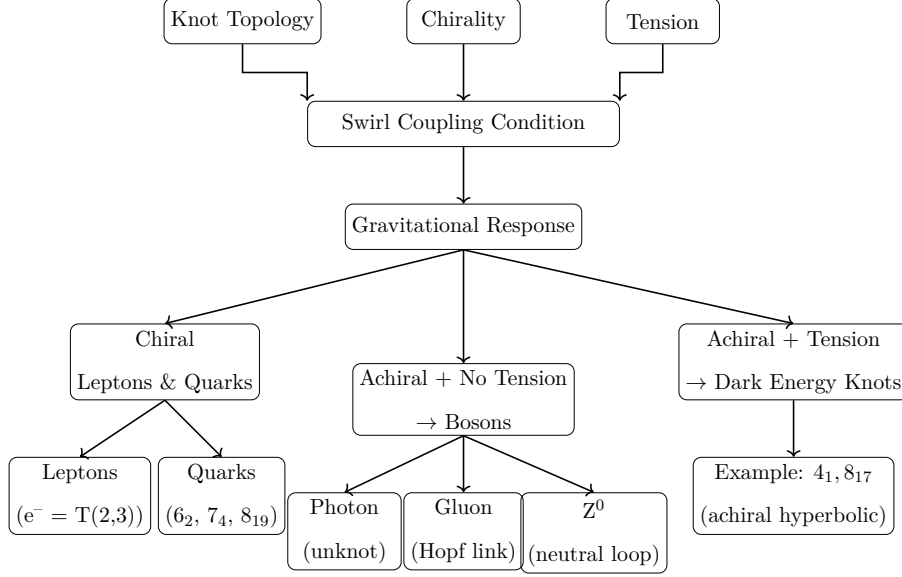 Knot Topology
Chirality
Tension
Swirl Coupling Condition
Gravitational Response
Chiral
Leptons & Quarks
Achiral + No Tension
→ Bosons
Achiral + Tension
→ Dark Energy Knots
Leptons
(e⁻ = T(2,3))
Quarks
(6₂, 7₄, 8₁₉)
Photon
(unknot)
Gluon
(Hopf link)
Z⁰
(neutral loop)
Example: 4₁, 8₁₇
(achiral hyperbolic)